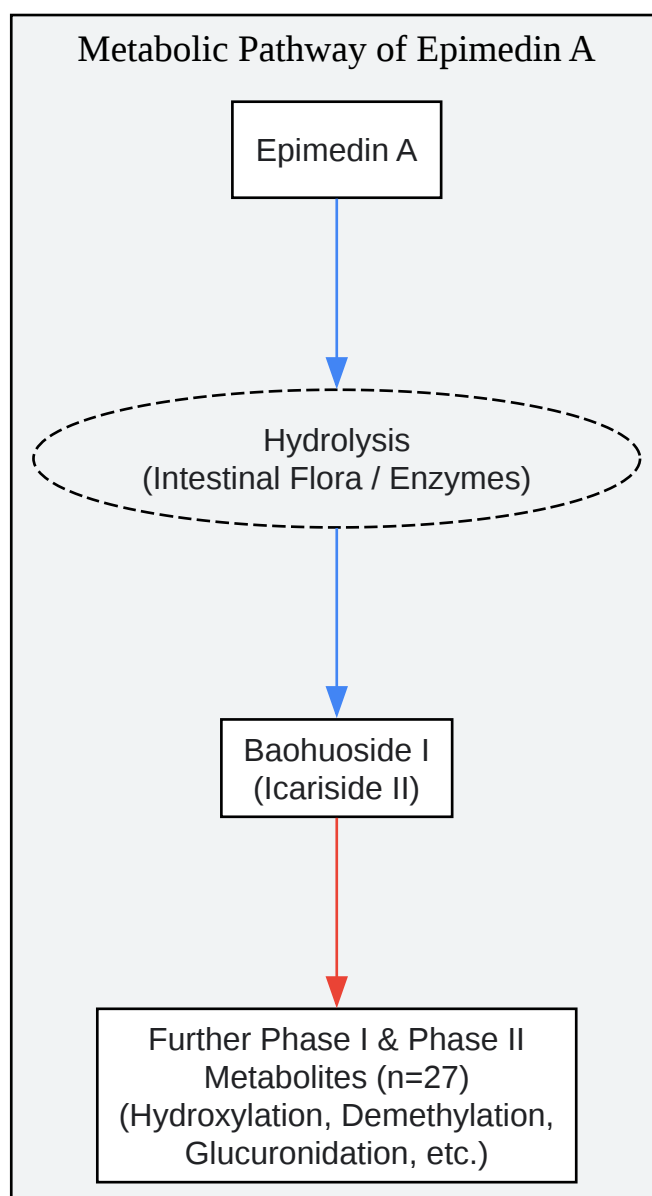 Metabolic Pathway of Epimedin A
Epimedin A
Hydrolysis
(Intestinal Flora / Enzymes)
Baohuoside I
(Icariside II)
Further Phase I & Phase II
Metabolites (n=27)
(Hydroxylation, Demethylation,
Glucuronidation, etc.)